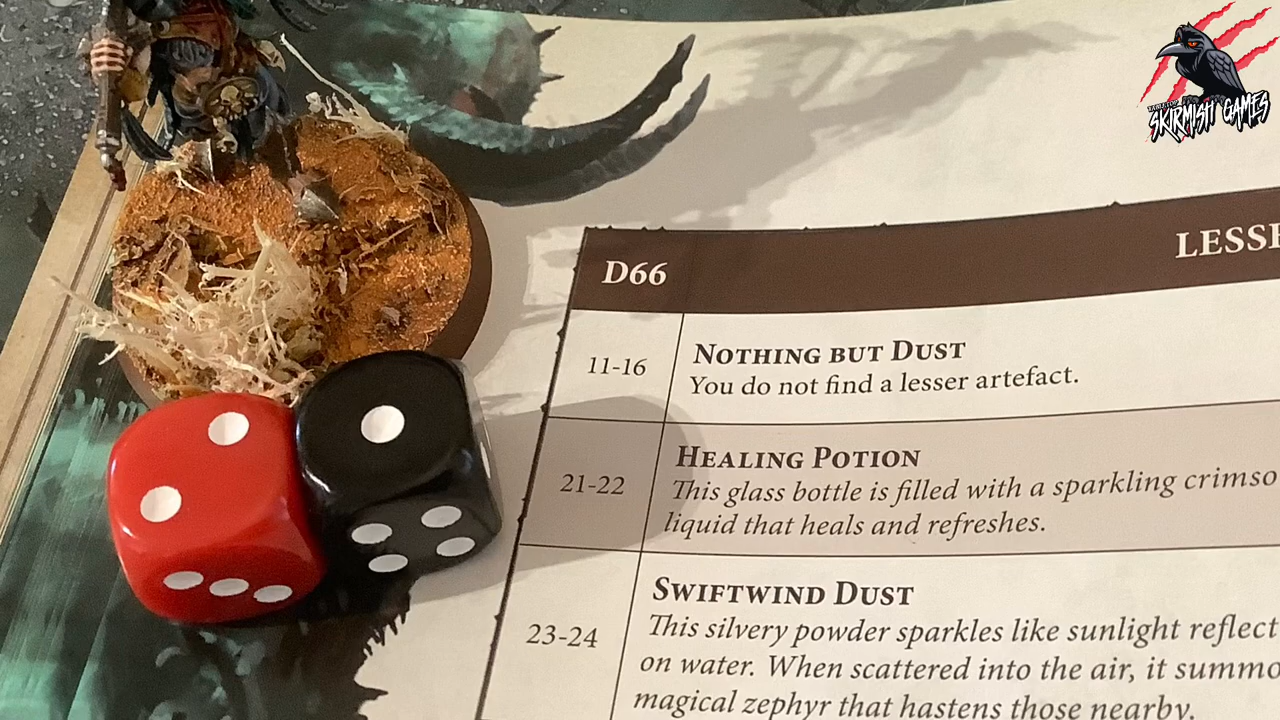 TABLETOP
SKIRMISH GAMES
D66
LESSE
11-16
NOTHING BUT DUST
You do not find a lesser artefact.
21-22
HEALING POTION
This glass bottle is filled with a sparkling crimso
liquid that heals and refreshes.
23-24
SWIFTWIND DUST
This silvery powder sparkles like sunlight reflect
on water. When scattered into the air, it summo
magical zephyr that hastens those nearby.